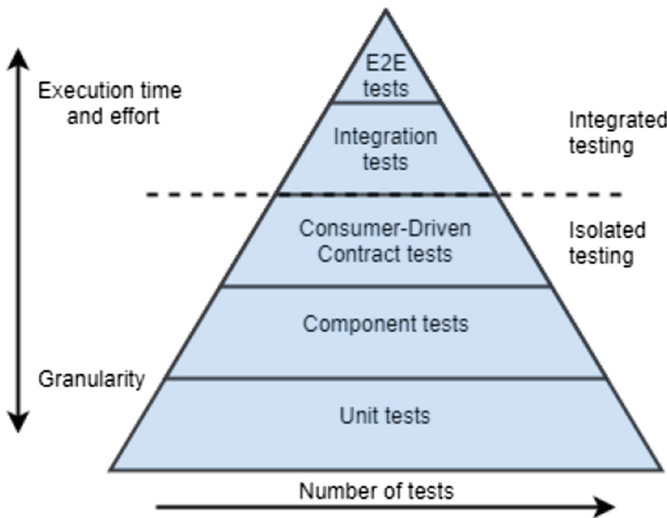 E2E
tests
Execution time
and effort
Integration
tests
Integrated
testing
Consumer-Driven
Contract tests
Isolated
testing
Component tests
Granularity
Unit tests
Number of tests